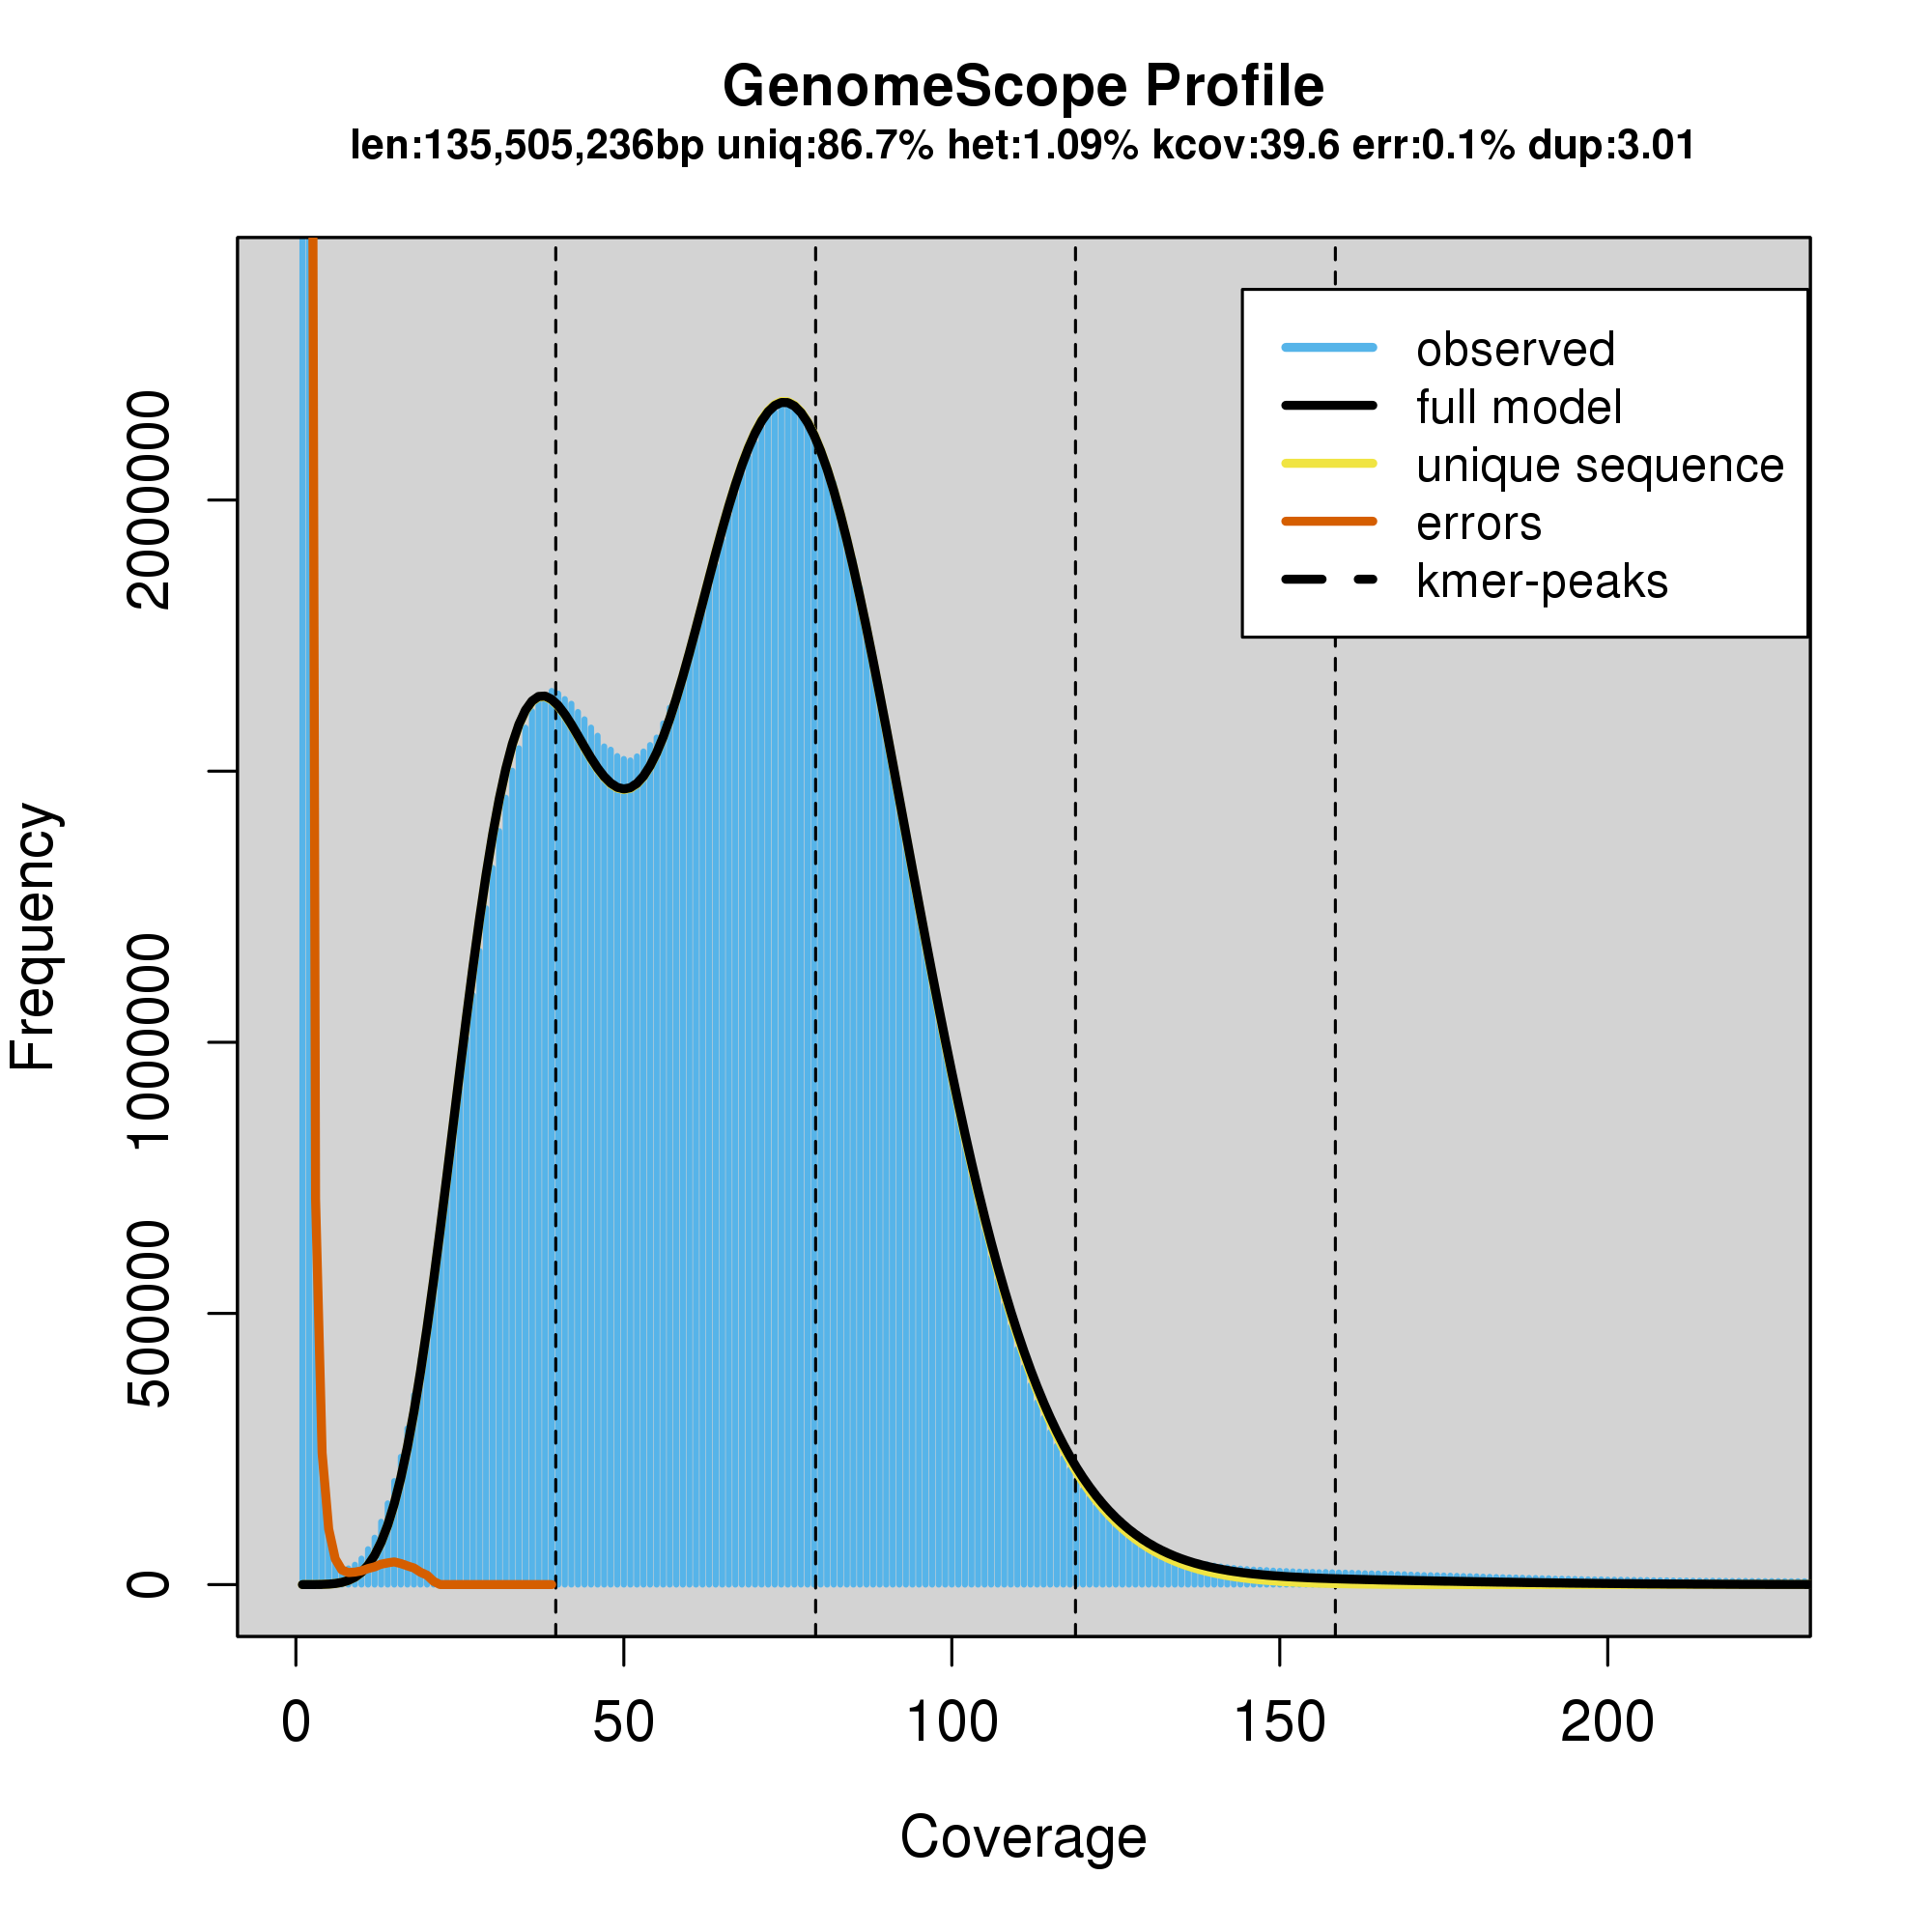 GenomeScope Profile
len:135,505,236bp uniq:86.7% het:1.09% kcov:39.6 err:0.1% dup:3.01
observed
full model
unique sequence
errors
kmer-peaks
Frequency
2000000
1000000
500000
0
0 50 100 150 200
Coverage